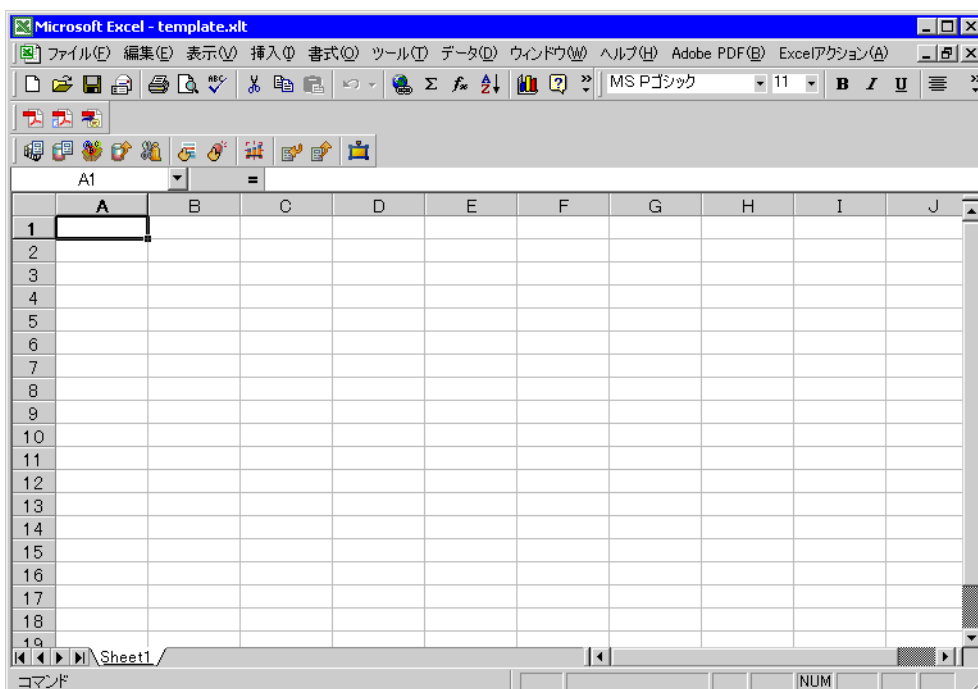 Microsoft Excel - template.xlt
ファイル(F) 編集(E) 表示(V) 挿入(I) 書式(O) ツール(T) データ(D) ウィンドウ(W) ヘルプ(H) Adobe PDF(B) Excelアクション(A)
MS Pゴシック 11 B I U
A1 =
A B C D E F G H I J
1
2
3
4
5
6
7
8
9
10
11
12
13
14
15
16
17
18
19
Sheet1
コマンド NUM